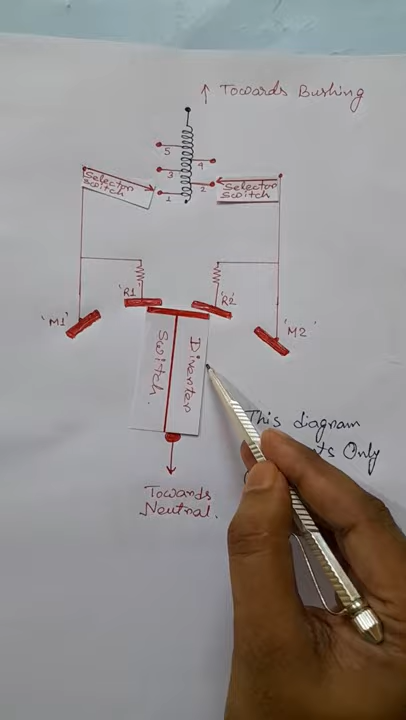 ↑ Towards Bushing
5
4
3
2
1
Selector
Switch
Selector
Switch
'R1'
'R2'
'M1'
'M2'
Diverter
Switch.
This diagram
Only
Towards
Neutral.